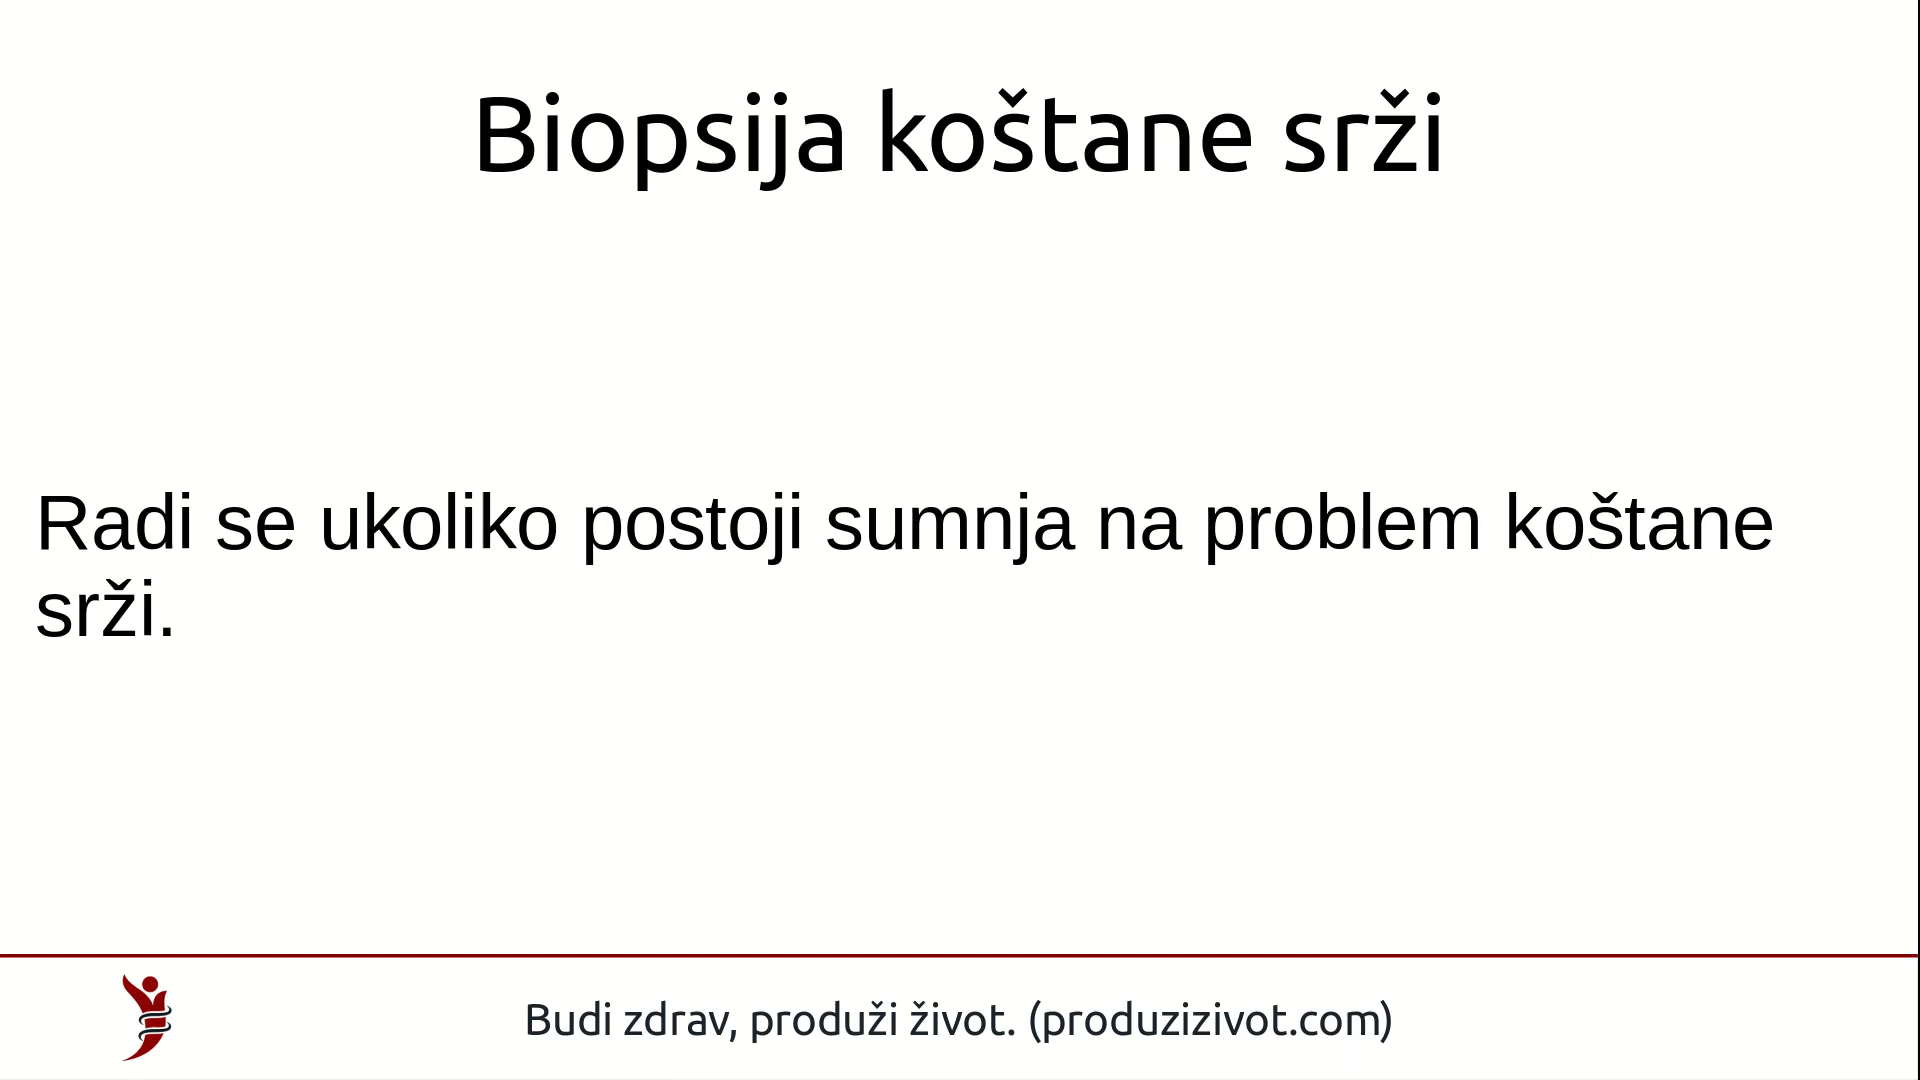 Biopsija koštane srži
Radi se ukoliko postoji sumnja na problem koštane
srži.
Budi zdrav, produži život. (produzizivot.com)